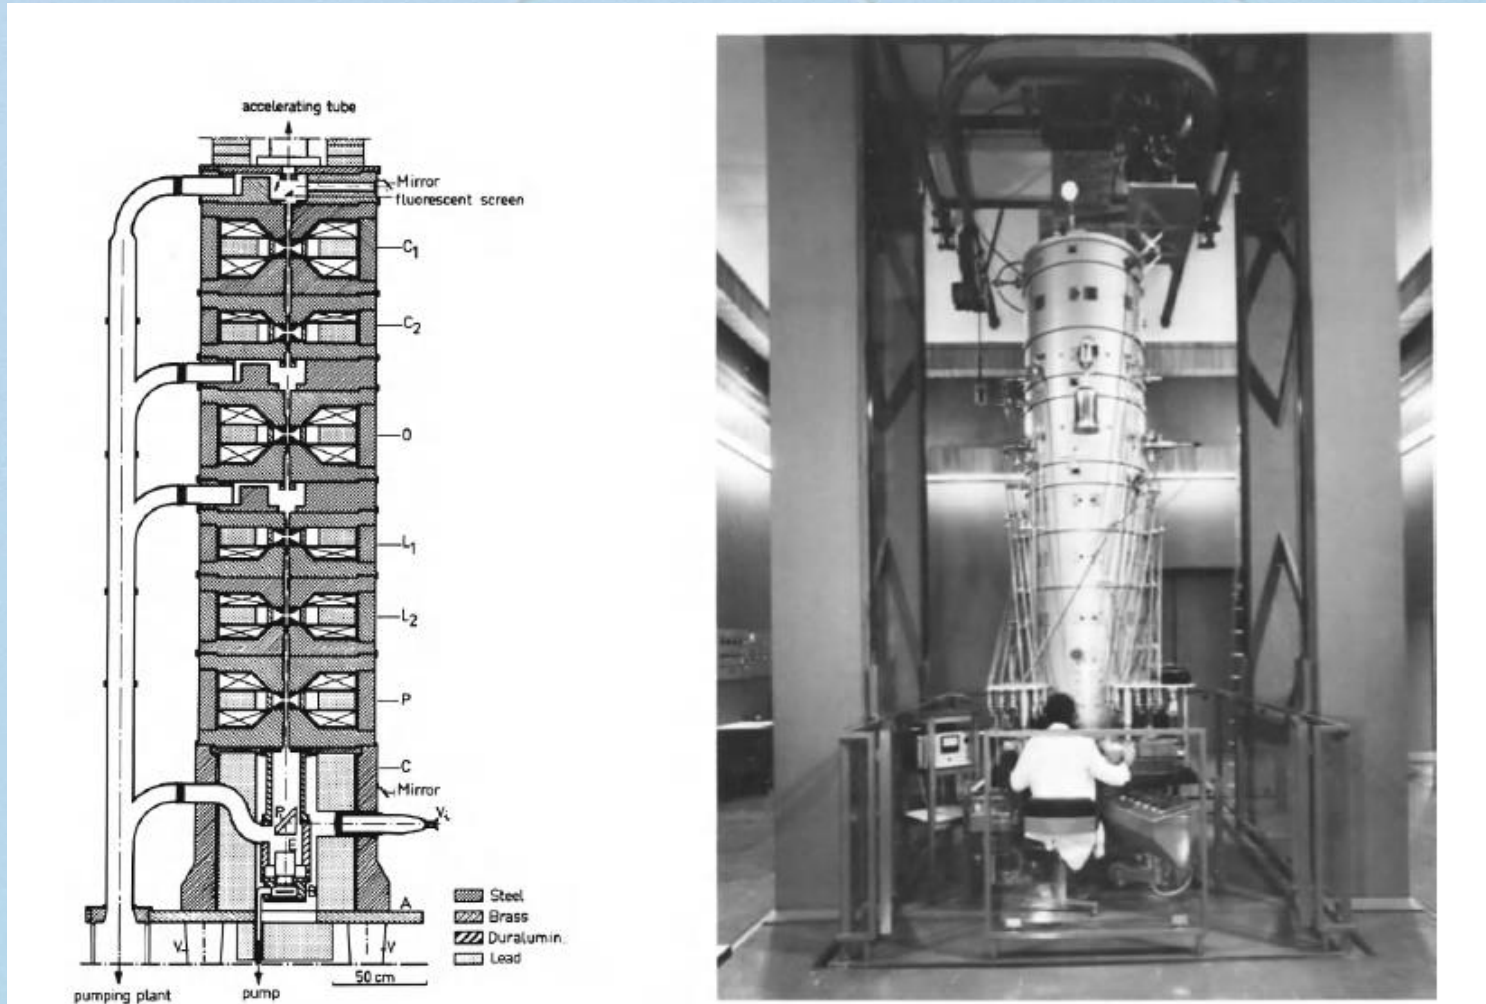 accelerating tube
Mirror
fluorescent screen
C1
C2
O
L1
L2
P
C
Mirror
P
Vi
E
B
A
V
V
Steel
Brass
Duralumin
Lead
50 cm
pumping plant
pump